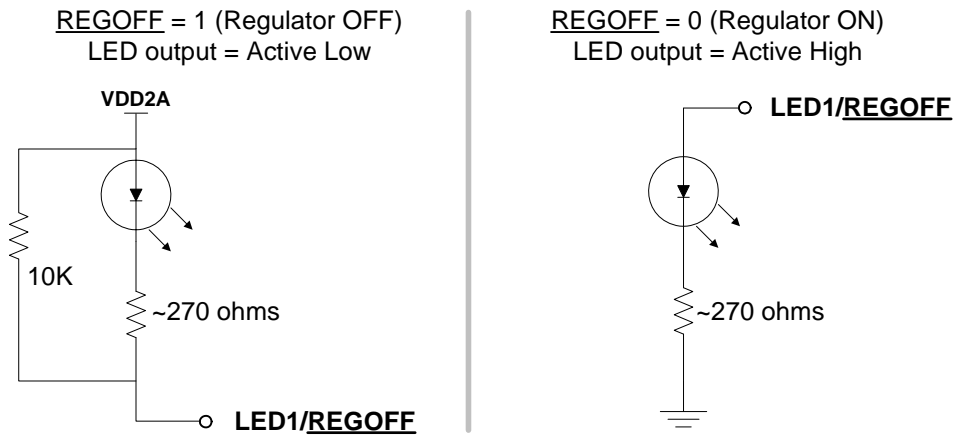 REGOFF = 1 (Regulator OFF)
LED output = Active Low
VDD2A
10K
~270 ohms
LED1/REGOFF
REGOFF = 0 (Regulator ON)
LED output = Active High
LED1/REGOFF
~270 ohms